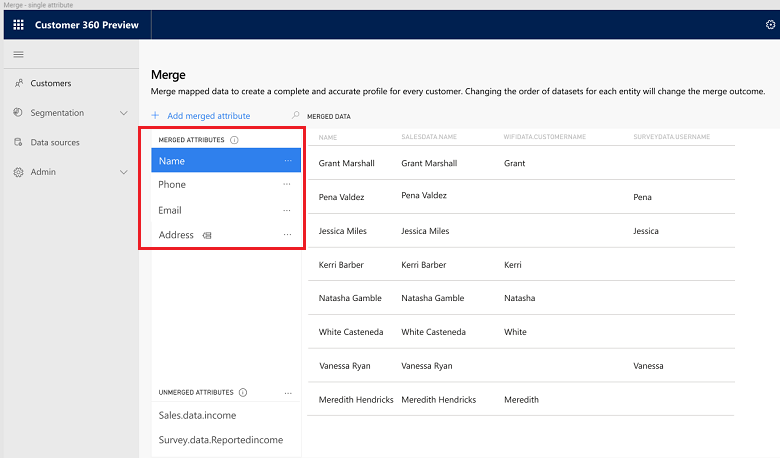 Merge - single attribute
Customer 360 Preview
Customers
Segmentation
Data sources
Admin
Merge
Merge mapped data to create a complete and accurate profile for every customer. Changing the order of datasets for each entity will change the merge outcome.
+ Add merged attribute
MERGED DATA
MERGED ATTRIBUTES
Name
Phone
Email
Address
UNMERGED ATTRIBUTES
Sales.data.income
Survey.data.Reportedincome
NAME SALESDATA.NAME WIFIDATA.CUSTOMERNAME SURVEYDATA.USERNAME
Grant Marshall Grant Marshall Grant
Pena Valdez Pena Valdez Pena
Jessica Miles Jessica Miles Jessica
Kerri Barber Kerri Barber Kerri
Natasha Gamble Natasha Gamble Natasha
White Casteneda White Casteneda White
Vanessa Ryan Vanessa Ryan Vanessa
Meredith Hendricks Meredith Hendricks Meredith